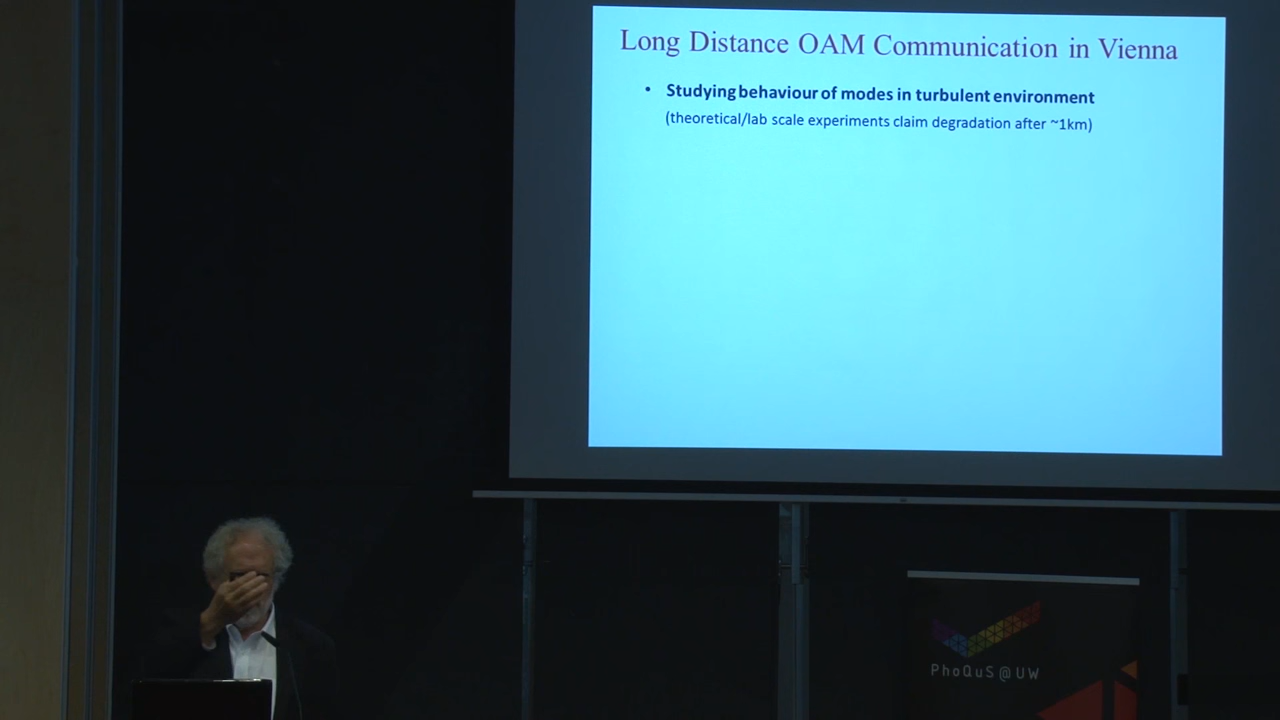 Long Distance OAM Communication in Vienna
• Studying behaviour of modes in turbulent environment
(theoretical/lab scale experiments claim degradation after ~1km)
PhoQuS@UW